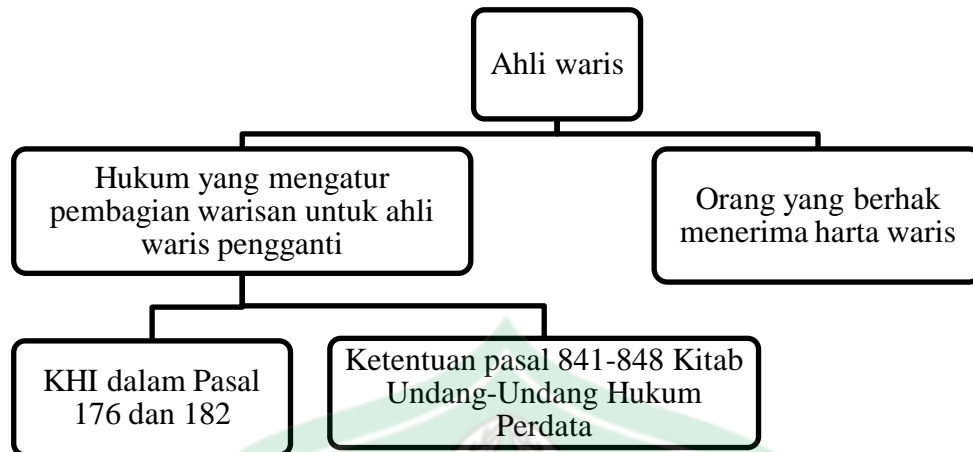 Ahli waris
Hukum yang mengatur
pembagian warisan untuk ahli
waris pengganti
Orang yang berhak
menerima harta waris
KHI dalam Pasal
176 dan 182
Ketentuan pasal 841-848 Kitab
Undang-Undang Hukum
Perdata